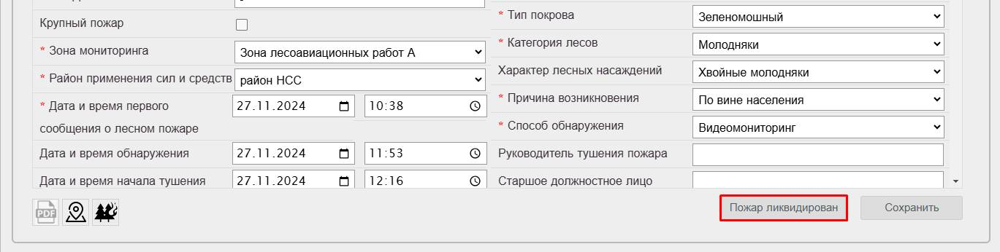 Крупный пожар
* Зона мониторинга
Зона лесоавиационных работ А
* Район применения сил и средств
район НСС
* Дата и время первого
сообщения о лесном пожаре
27.11.2024
10:38
Дата и время обнаружения
27.11.2024
11:53
Дата и время начала тушения
27.11.2024
12:16
* Тип покрова
Зеленомошный
* Категория лесов
Молодняки
Характер лесных насаждений
Хвойные молодняки
* Причина возникновения
По вине населения
* Способ обнаружения
Видеомониторинг
Руководитель тушения пожара
Старшое должностное лицо
PDF
Пожар ликвидирован
Сохранить